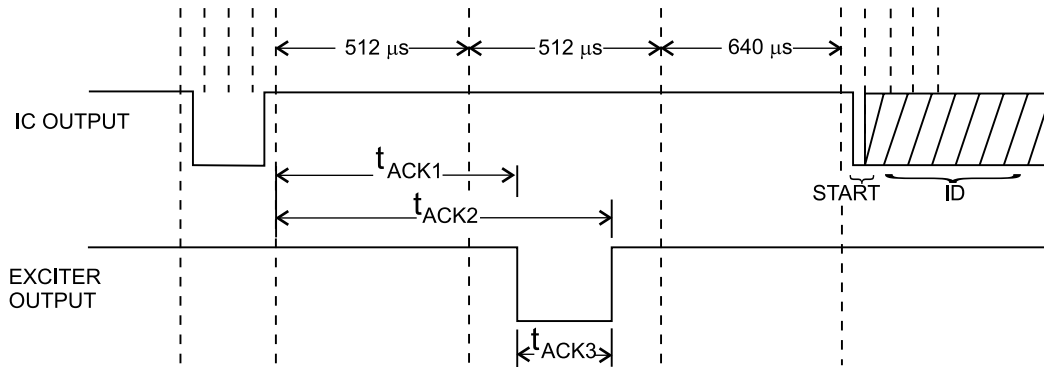 512 μs
512 μs
640 μs
IC OUTPUT
tACK1
START
ID
tACK2
EXCITER
OUTPUT
tACK3